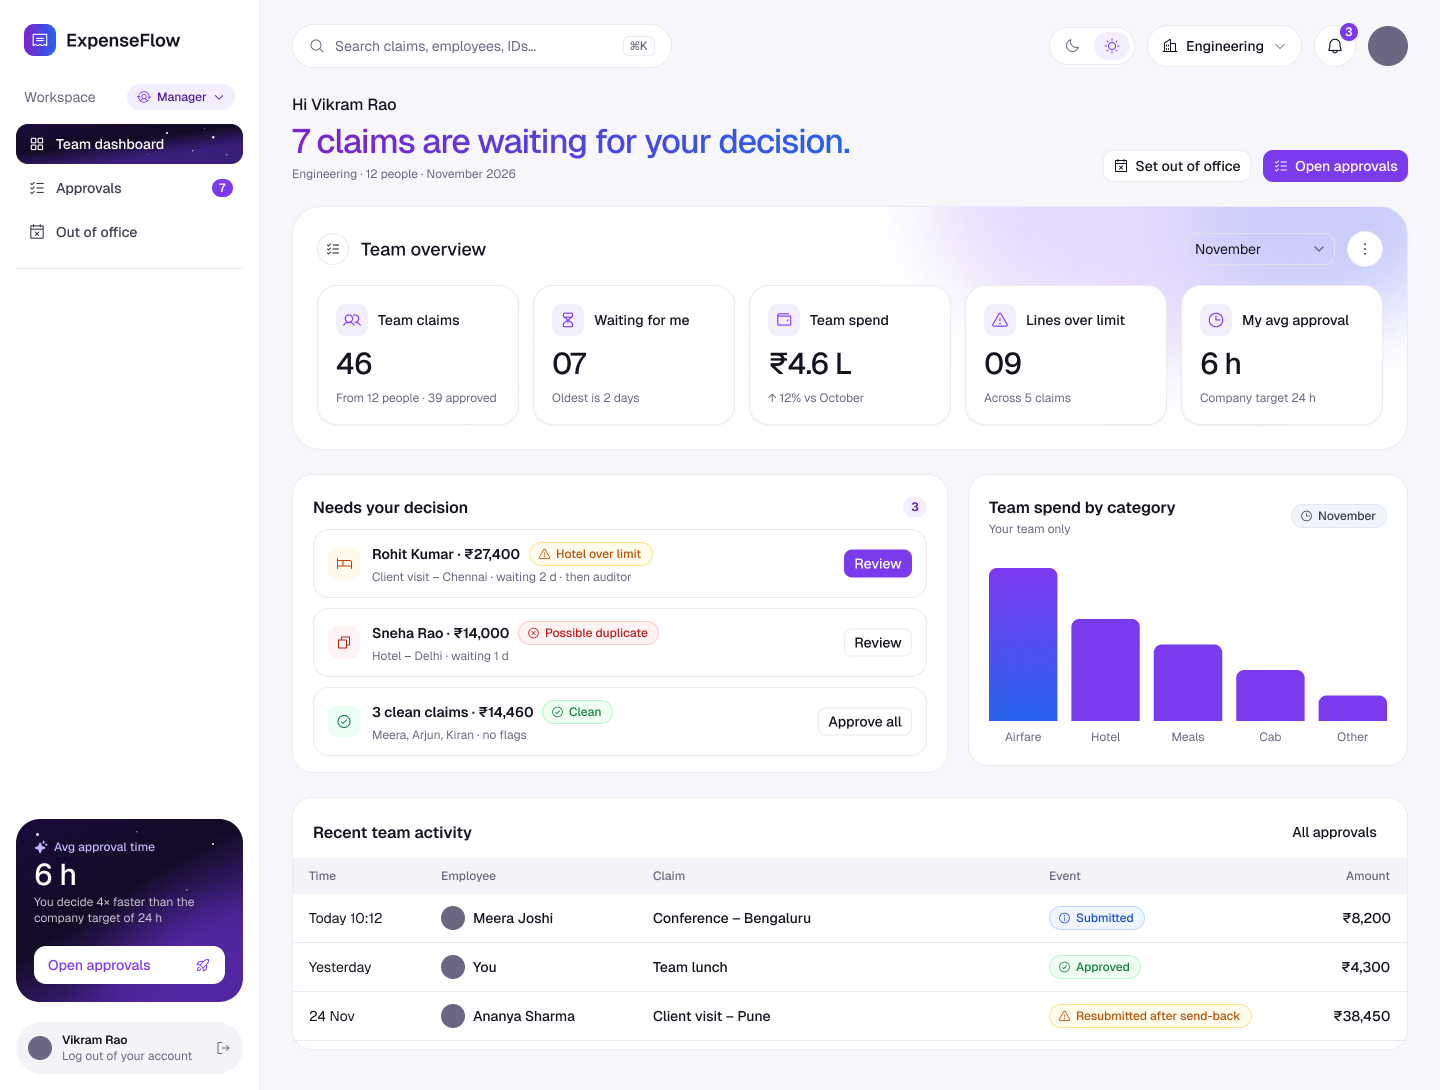 ExpenseFlow
Workspace
Manager
Team dashboard
Approvals
7
Out of office
Avg approval time
6 h
You decide 4× faster than the
company target of 24 h
Open approvals
Vikram Rao
Log out of your account
Search claims, employees, IDs...
⌘K
Engineering
3
Hi Vikram Rao
7 claims are waiting for your decision.
Engineering · 12 people · November 2026
Set out of office
Open approvals
Team overview
November
Team claims
46
From 12 people · 39 approved
Waiting for me
07
Oldest is 2 days
Team spend
₹4.6 L
↑ 12% vs October
Lines over limit
09
Across 5 claims
My avg approval
6 h
Company target 24 h
Needs your decision
3
Rohit Kumar · ₹27,400
Hotel over limit
Client visit – Chennai · waiting 2 d · then auditor
Review
Sneha Rao · ₹14,000
Possible duplicate
Hotel – Delhi · waiting 1 d
Review
3 clean claims · ₹14,460
Clean
Meera, Arjun, Kiran · no flags
Approve all
Team spend by category
Your team only
November
Airfare Hotel Meals Cab Other
Recent team activity
All approvals
Time Employee Claim Event Amount
Today 10:12 Meera Joshi Conference – Bengaluru Submitted ₹8,200
Yesterday You Team lunch Approved ₹4,300
24 Nov Ananya Sharma Client visit – Pune Resubmitted after send-back ₹38,450